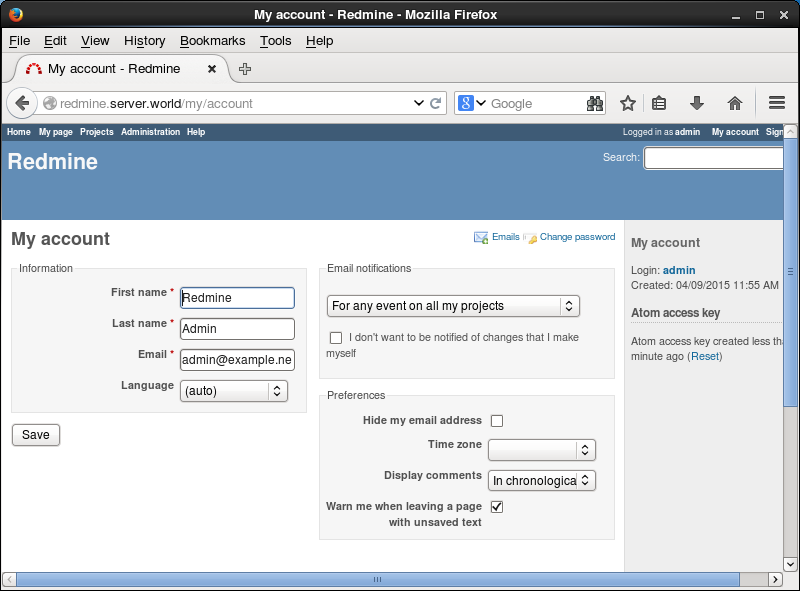 My account - Redmine - Mozilla Firefox
File Edit View History Bookmarks Tools Help
My account - Redmine
redmine.server.world/my/account
Google
Home My page Projects Administration Help
Logged in as admin My account Sign
Redmine
Search:
My account
Emails Change password
Information
First name * Redmine
Last name * Admin
Email * admin@example.ne
Language (auto)
Save
Email notifications
For any event on all my projects
I don't want to be notified of changes that I make
myself
Preferences
Hide my email address
Time zone
Display comments In chronologica
Warn me when leaving a page
with unsaved text
My account
Login: admin
Created: 04/09/2015 11:55 AM
Atom access key
Atom access key created less tha
minute ago (Reset)